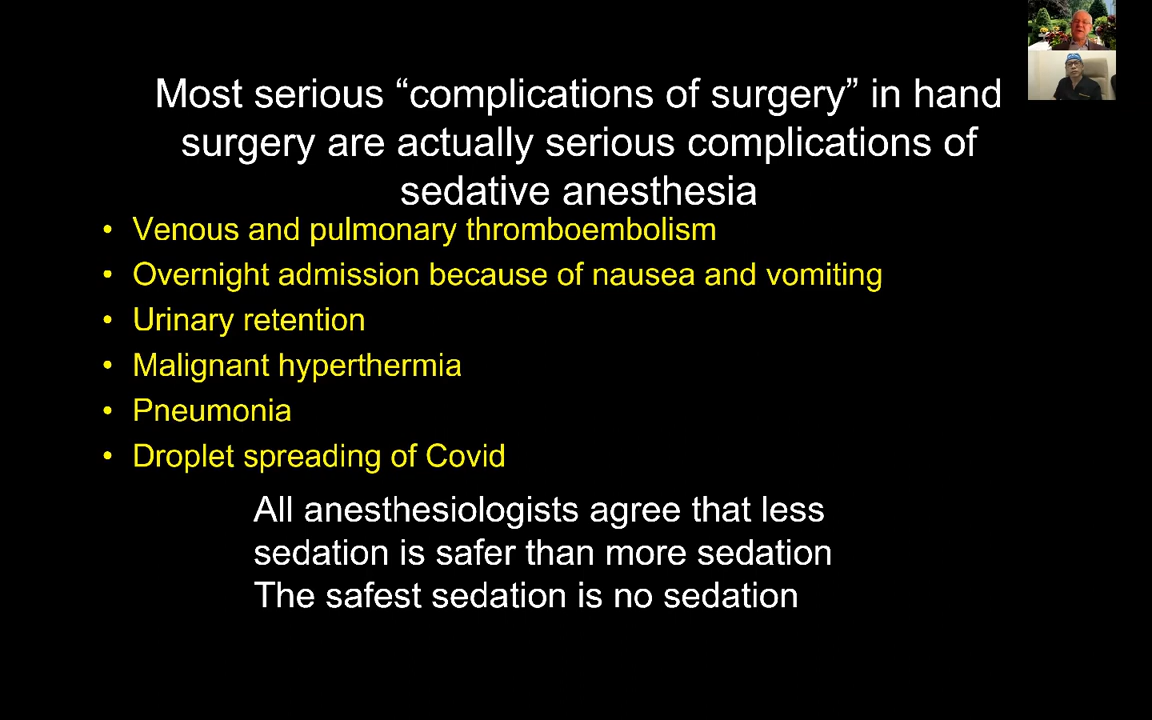 Most serious “complications of surgery” in hand
surgery are actually serious complications of
sedative anesthesia
• Venous and pulmonary thromboembolism
• Overnight admission because of nausea and vomiting
• Urinary retention
• Malignant hyperthermia
• Pneumonia
• Droplet spreading of Covid
All anesthesiologists agree that less
sedation is safer than more sedation
The safest sedation is no sedation